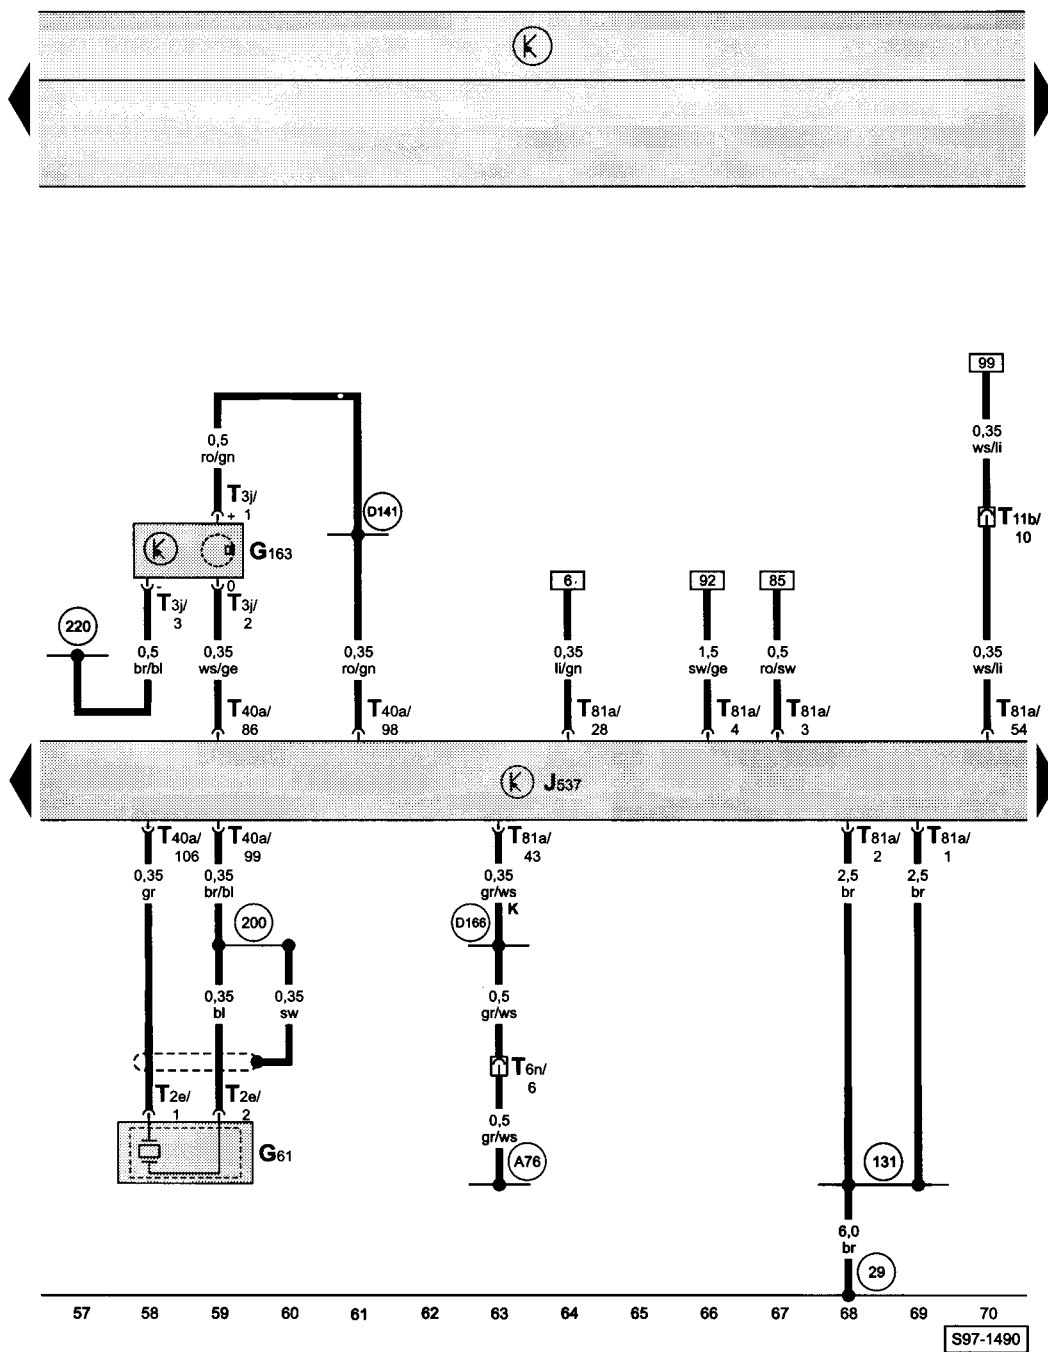 99
0,5
ro/gn
0,35
ws/li
T3j/
+ 1
D141
T11b/
10
G163
6
92
85
-
0
T3j/
3
T3j/
2
220
0,5
br/bl
0,35
ws/ge
0,35
ro/gn
0,35
li/gn
1,5
sw/ge
0,5
ro/sw
0,35
ws/li
T40a/
86
T40a/
98
T81a/
28
T81a/
4
T81a/
3
T81a/
54
J537
T40a/
106
T40a/
99
T81a/
43
T81a/
2
T81a/
1
0,35
gr
0,35
br/bl
0,35
gr/ws
K
2,5
br
2,5
br
200
D166
0,35
bl
0,35
sw
0,5
gr/ws
T6n/
6
T2e/
1
T2e/
2
0,5
gr/ws
G61
A76
131
6,0
br
29
57 58 59 60 61 62 63 64 65 66 67 68 69 70
S97-1490